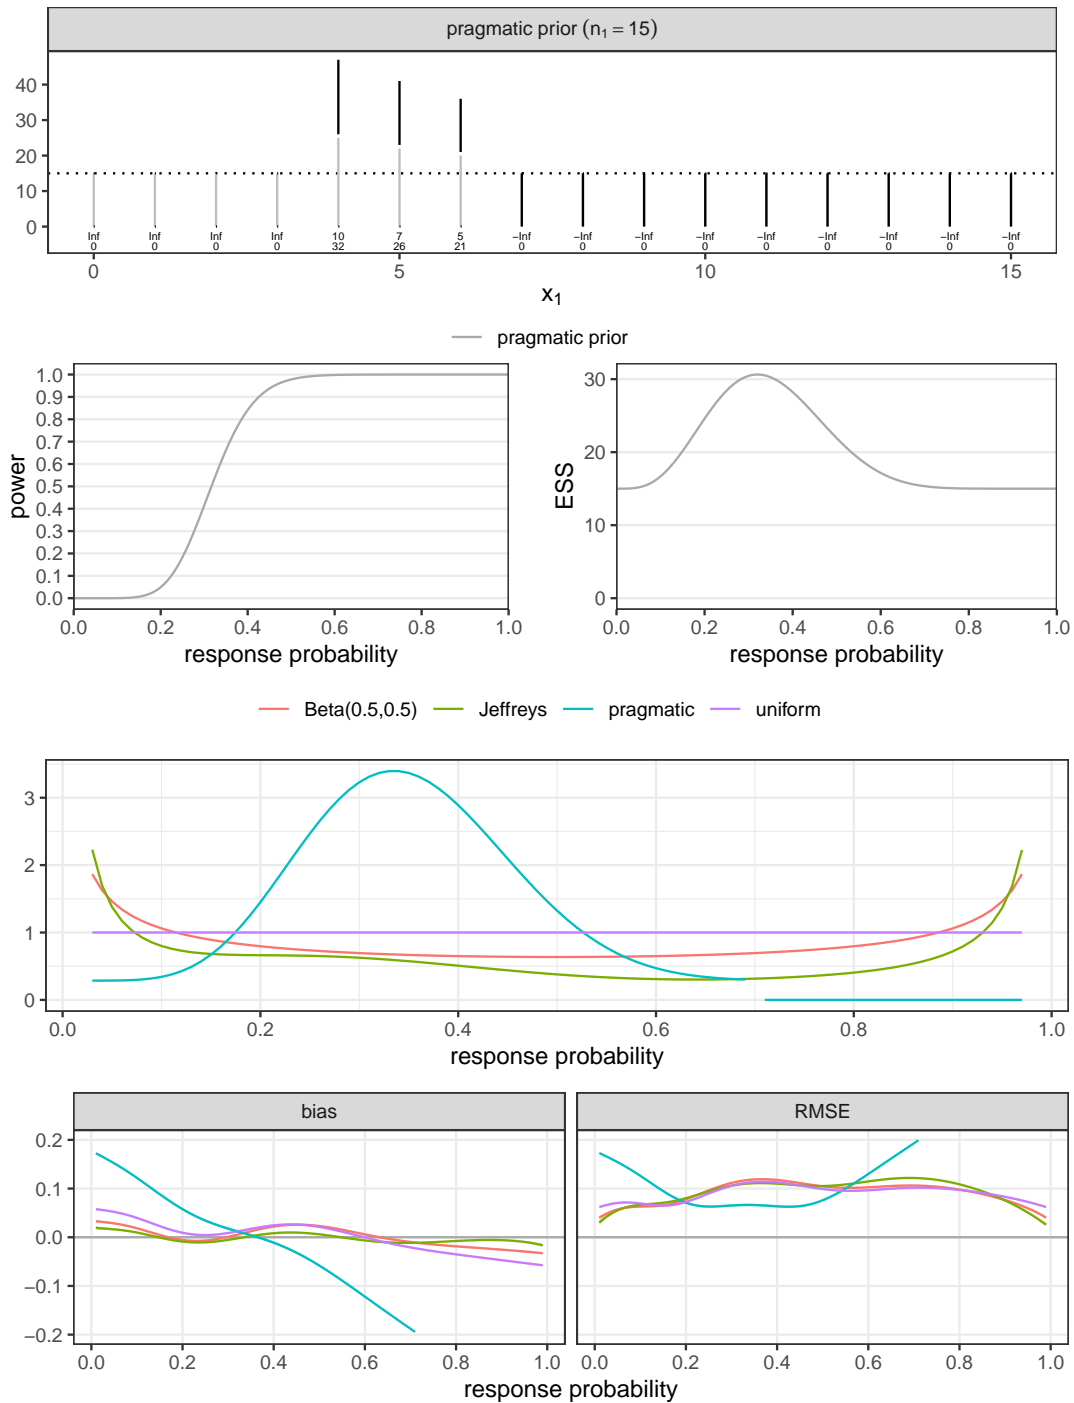 pragmatic prior (n₁ = 15)
40
30
20
10
0
Inf Inf Inf Inf 10 7 5 −Inf −Inf −Inf −Inf −Inf −Inf −Inf −Inf −Inf
0 0 0 0 32 26 21 0 0 0 0 0 0 0 0 0
0 5 10 15
x₁
pragmatic prior
power
1.0
0.9
0.8
0.7
0.6
0.5
0.4
0.3
0.2
0.1
0.0
0.0 0.2 0.4 0.6 0.8 1.0
response probability
ESS
30
20
10
0
0.0 0.2 0.4 0.6 0.8 1.0
response probability
Beta(0.5,0.5) Jeffreys pragmatic uniform
3
2
1
0
0.0 0.2 0.4 0.6 0.8 1.0
response probability
bias RMSE
0.2
0.1
0.0
−0.1
−0.2
0.0 0.2 0.4 0.6 0.8 1.0 0.0 0.2 0.4 0.6 0.8 1.0
response probability